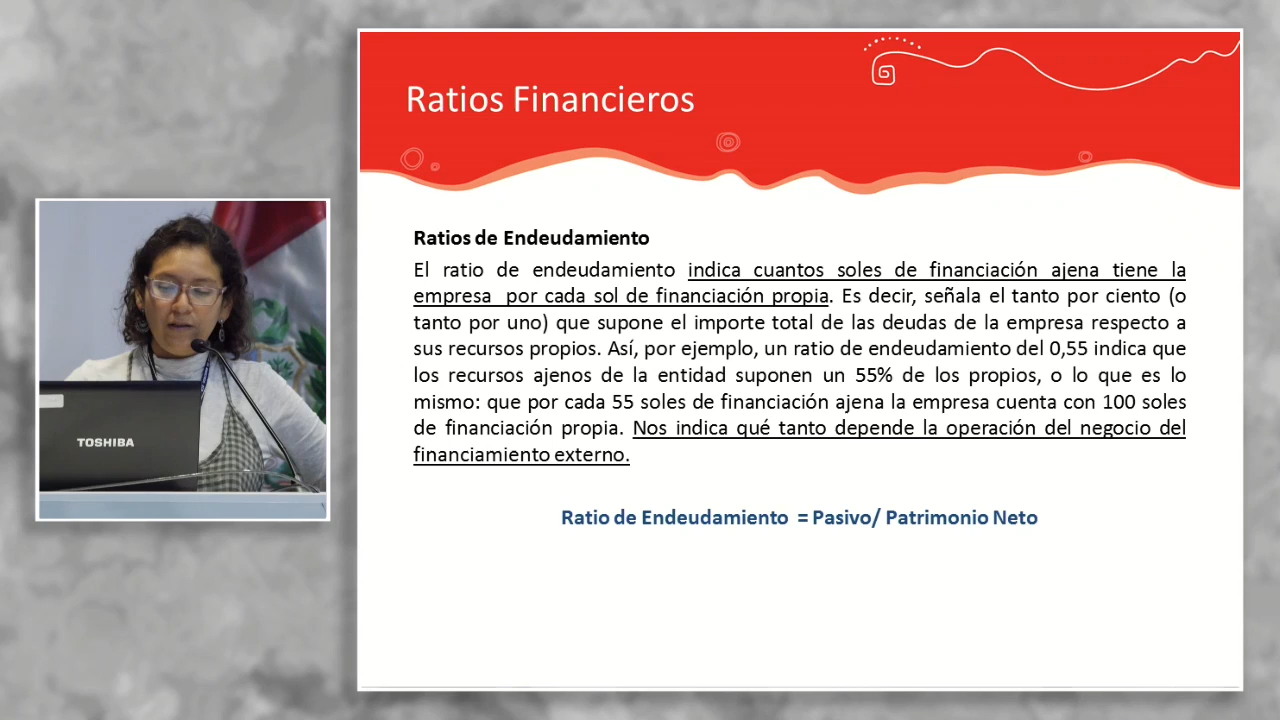 Ratios Financieros
Ratios de Endeudamiento
El ratio de endeudamiento indica cuantos soles de financiación ajena tiene la
empresa por cada sol de financiación propia. Es decir, señala el tanto por ciento (o
tanto por uno) que supone el importe total de las deudas de la empresa respecto a
sus recursos propios. Así, por ejemplo, un ratio de endeudamiento del 0,55 indica que
los recursos ajenos de la entidad suponen un 55% de los propios, o lo que es lo
mismo: que por cada 55 soles de financiación ajena la empresa cuenta con 100 soles
de financiación propia. Nos indica qué tanto depende la operación del negocio del
financiamiento externo.
Ratio de Endeudamiento = Pasivo/ Patrimonio Neto
TOSHIBA